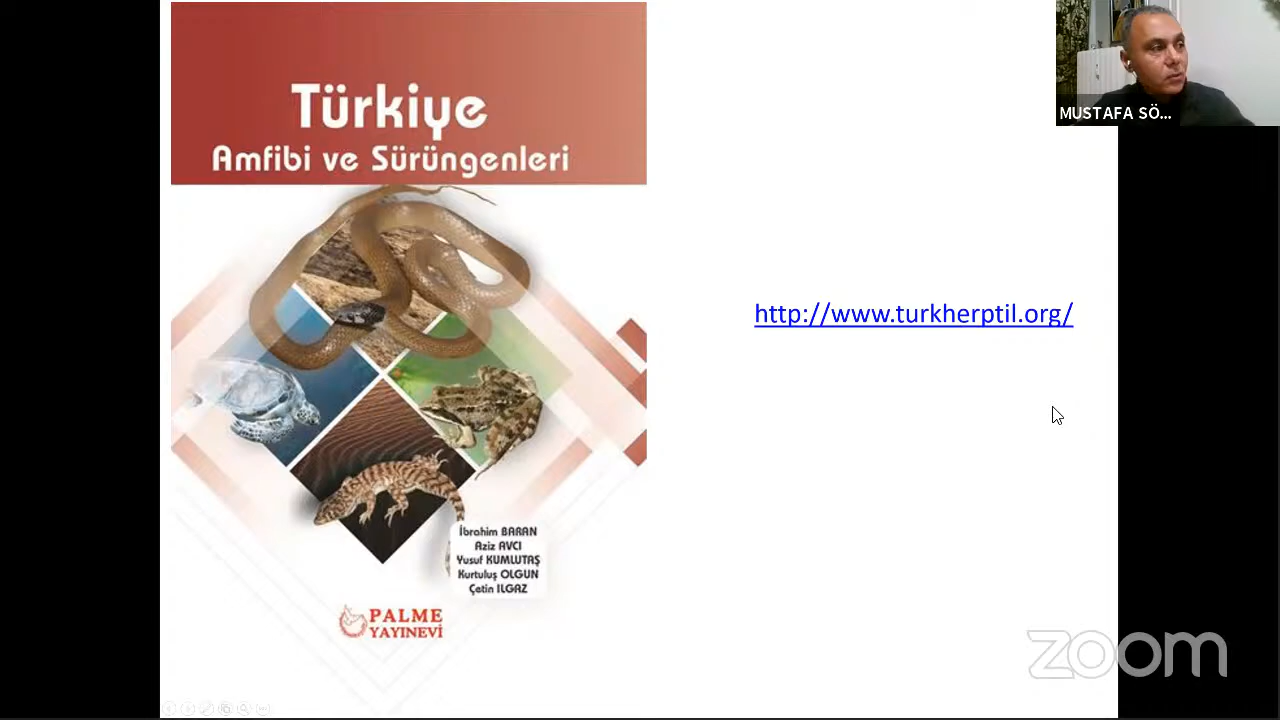 Türkiye
Amfibi ve Sürüngenleri
İbrahim BARAN
Aziz AVCI
Yusuf KUMLUTAŞ
Kurtuluş OLGUN
Çetin ILGAZ
PALME
YAYINEVİ
http://www.turkherptil.org/
MUSTAFA SÖ...
zoom